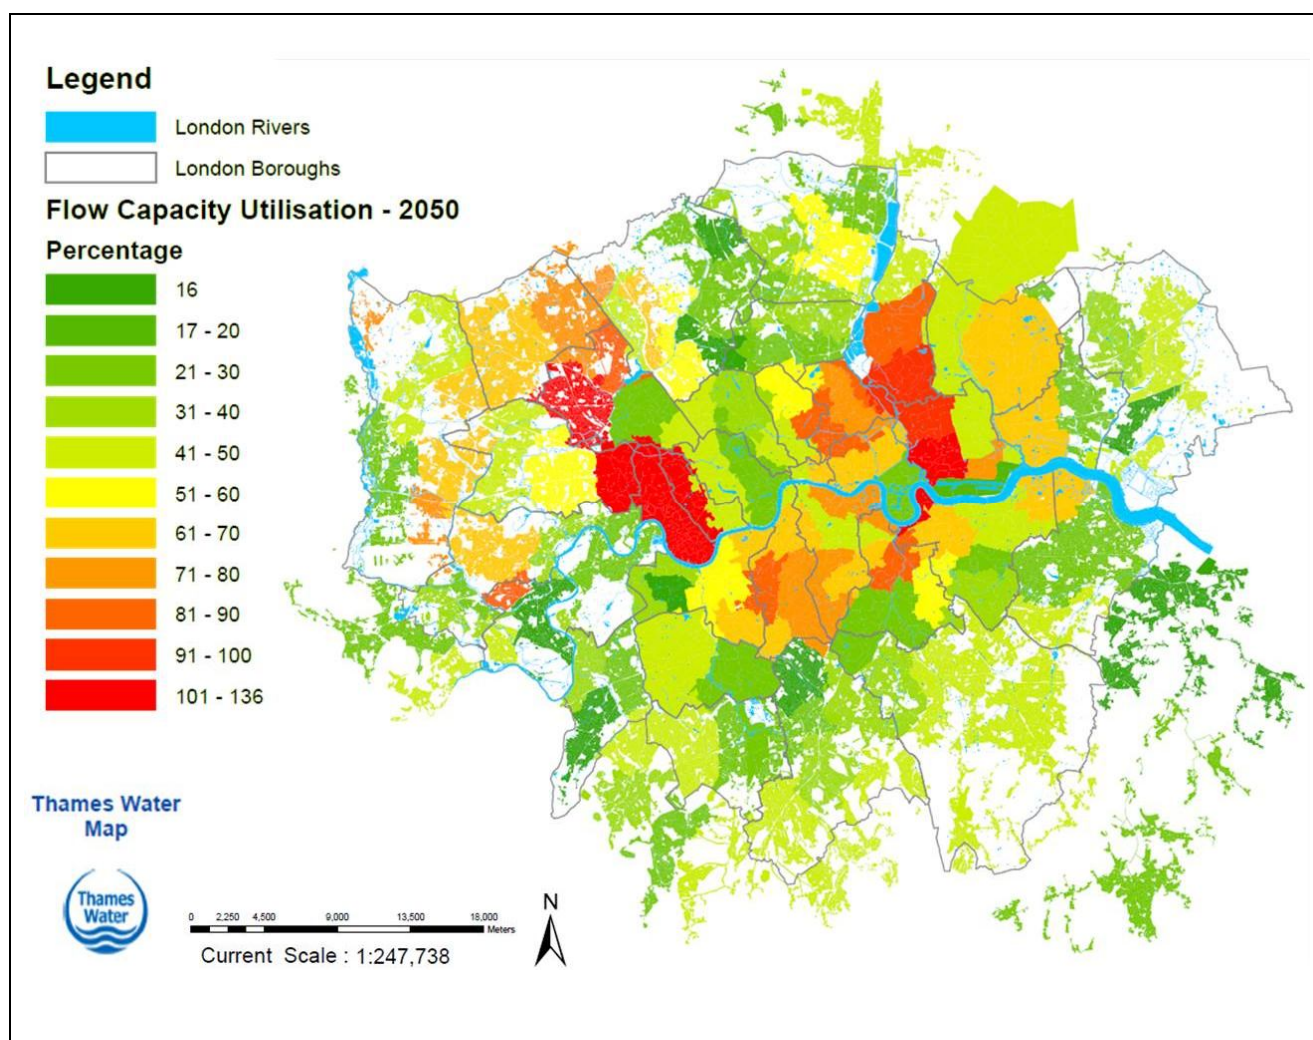 Legend
London Rivers
London Boroughs
Flow Capacity Utilisation - 2050
Percentage
16
17 - 20
21 - 30
31 - 40
41 - 50
51 - 60
61 - 70
71 - 80
81 - 90
91 - 100
101 - 136
Thames Water
Map
Thames
Water
N
0 2,250 4,500 9,000 13,500 18,000
Meters
Current Scale : 1:247,738